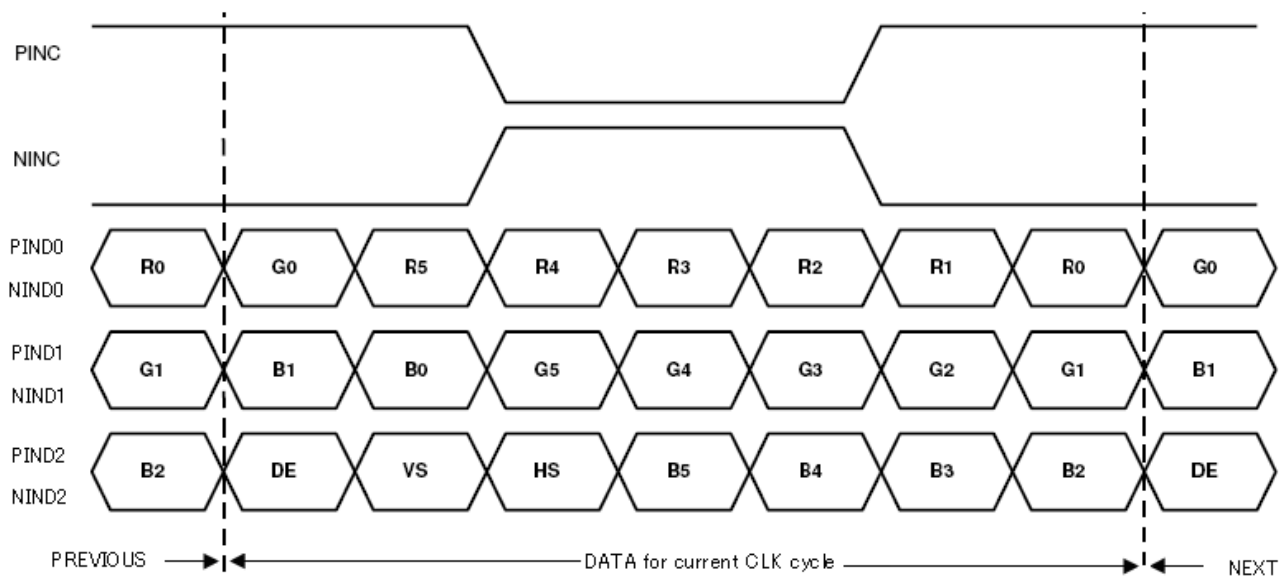 PINC
NINC
PIND0
NIND0
R0 G0 R5 R4 R3 R2 R1 R0 G0
PIND1
NIND1
G1 B1 B0 G5 G4 G3 G2 G1 B1
PIND2
NIND2
B2 DE VS HS B5 B4 B3 B2 DE
PREVIOUS DATA for current CLK cycle NEXT